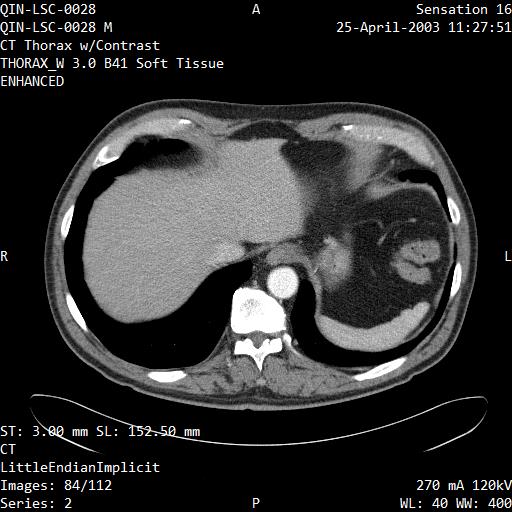 QIN-LSC-0028 A Sensation 16
QIN-LSC-0028 M 25-April-2003 11:27:51
CT Thorax w/Contrast
THORAX_W 3.0 B41 Soft Tissue
ENHANCED
R L
ST: 3.00 mm SL: 152.50 mm
CT
LittleEndianImplicit
Images: 84/112 270 mA 120kV
Series: 2 P WL: 40 WW: 400